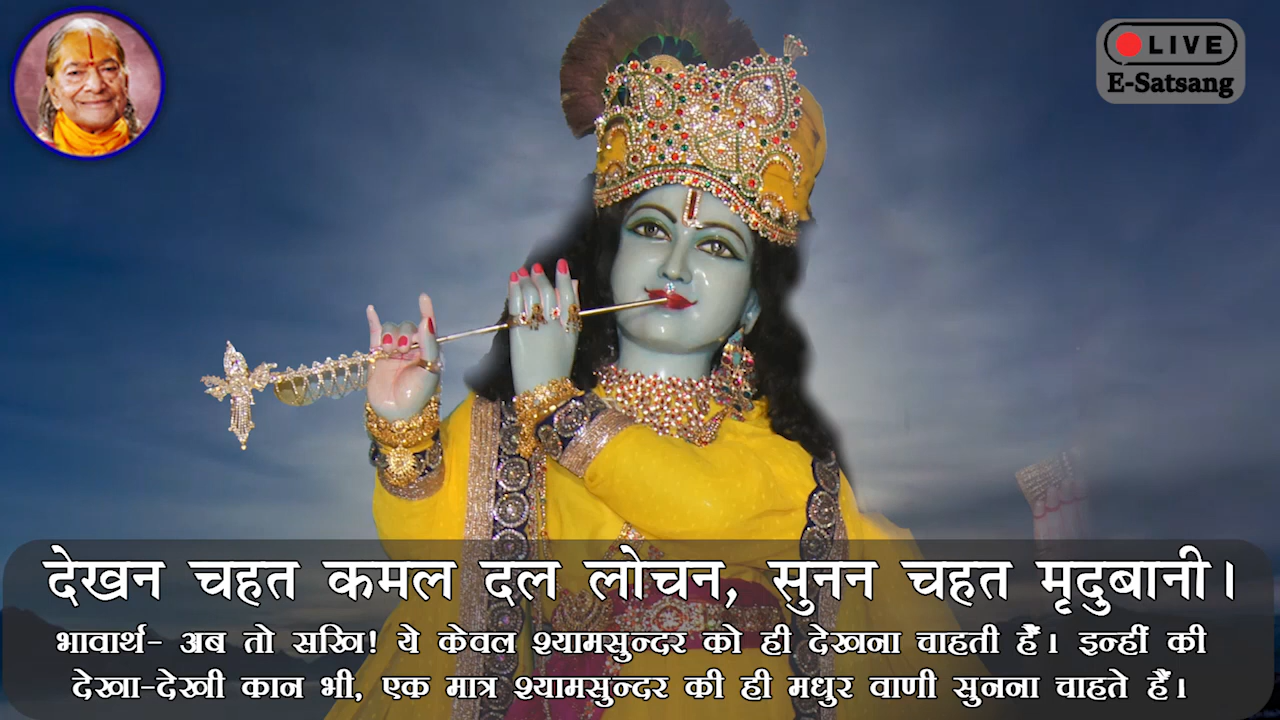 LIVE
E-Satsang
देखन चहत कमल दल लोचन, सुनन चहत मृदुबानी।
भावार्थ- अब तो सखि! ये केवल श्यामसुन्दर को ही देखना चाहती हैं। इन्हीं की
देखा-देखी कान भी, एक मात्र श्यामसुन्दर की ही मधुर वाणी सुनना चाहते हैं।